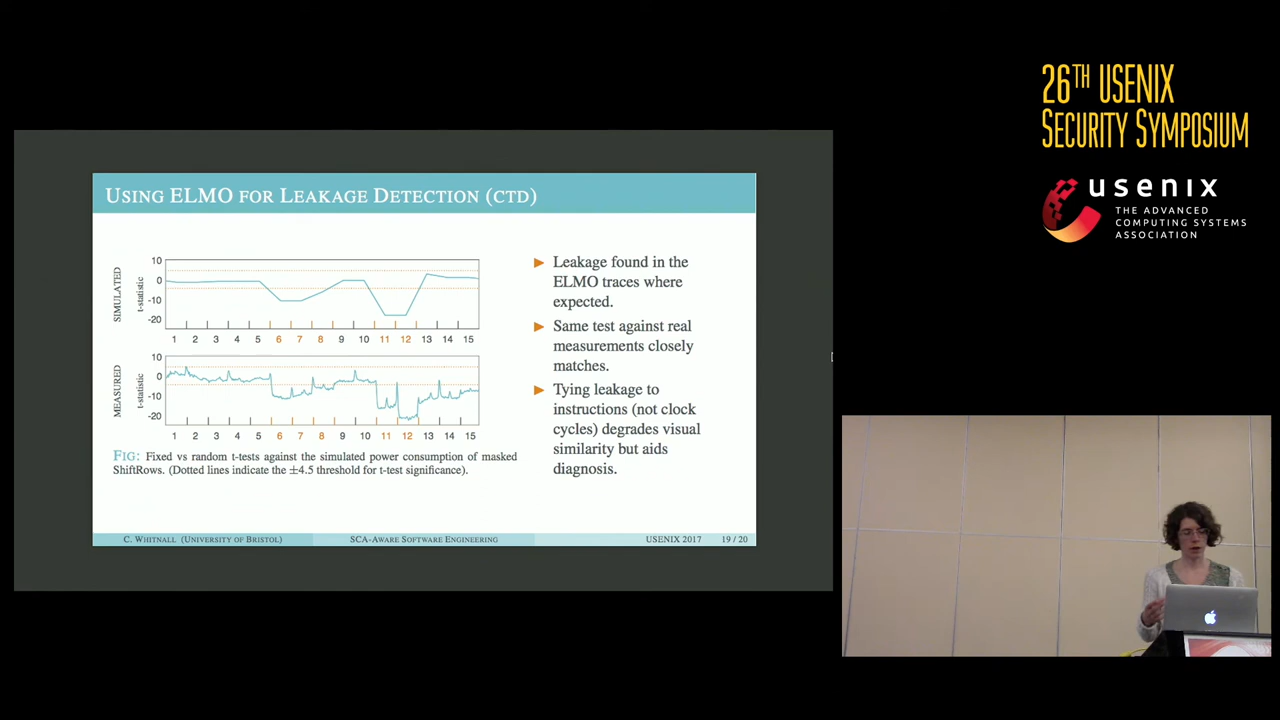 26TH USENIX
SECURITY SYMPOSIUM
usenix
THE ADVANCED
COMPUTING SYSTEMS
ASSOCIATION
USING ELMO FOR LEAKAGE DETECTION (CTD)
SIMULATED
t-statistic
10
0
-10
-20
1 2 3 4 5 6 7 8 9 10 11 12 13 14 15
MEASURED
t-statistic
10
0
-10
-20
1 2 3 4 5 6 7 8 9 10 11 12 13 14 15
FIG: Fixed vs random t-tests against the simulated power consumption of masked
ShiftRows. (Dotted lines indicate the ±4.5 threshold for t-test significance).
Leakage found in the
ELMO traces where
expected.
Same test against real
measurements closely
matches.
Tying leakage to
instructions (not clock
cycles) degrades visual
similarity but aids
diagnosis.
C. WHITNALL (UNIVERSITY OF BRISTOL) SCA-AWARE SOFTWARE ENGINEERING USENIX 2017 19 / 20